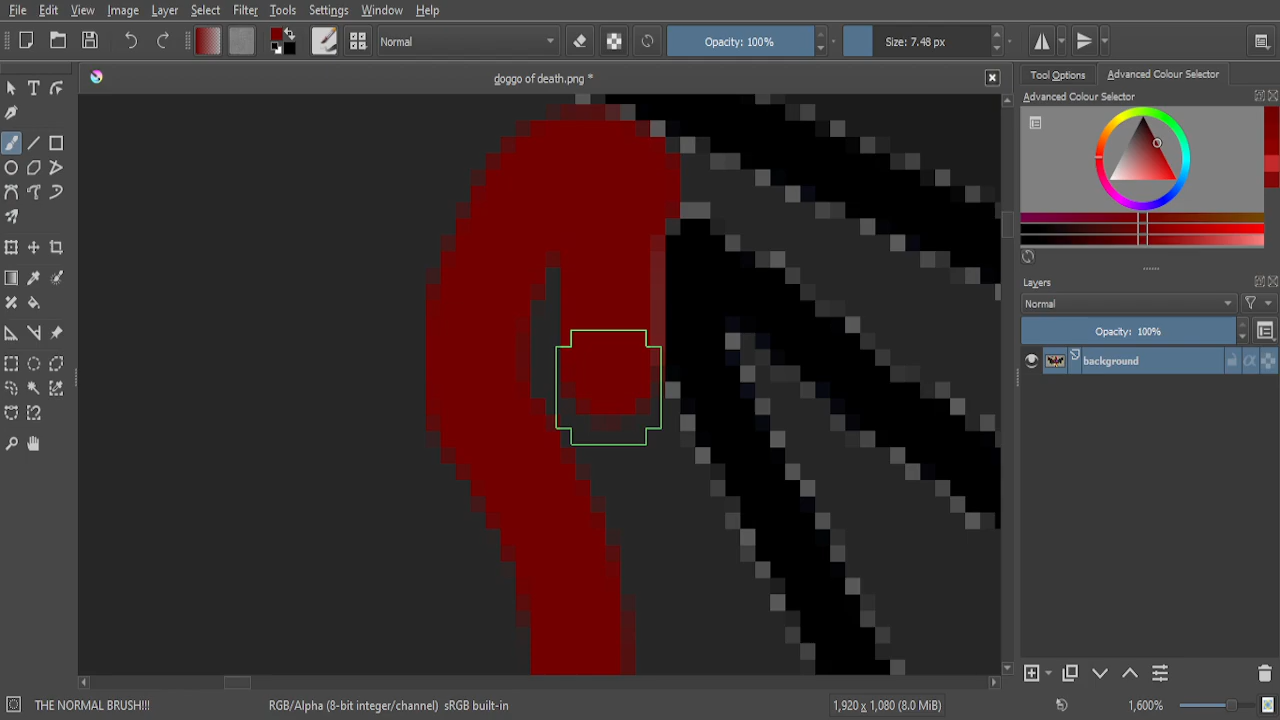 File Edit View Image Layer Select Filter Tools Settings Window Help
Normal Opacity: 100% Size: 7.48 px
doggo of death.png *
Tool Options Advanced Colour Selector
Advanced Colour Selector
Layers
Normal
Opacity: 100%
background
THE NORMAL BRUSH!!! RGB/Alpha (8-bit integer/channel) sRGB built-in 1,920 x 1,080 (8.0 MiB) 1,600%